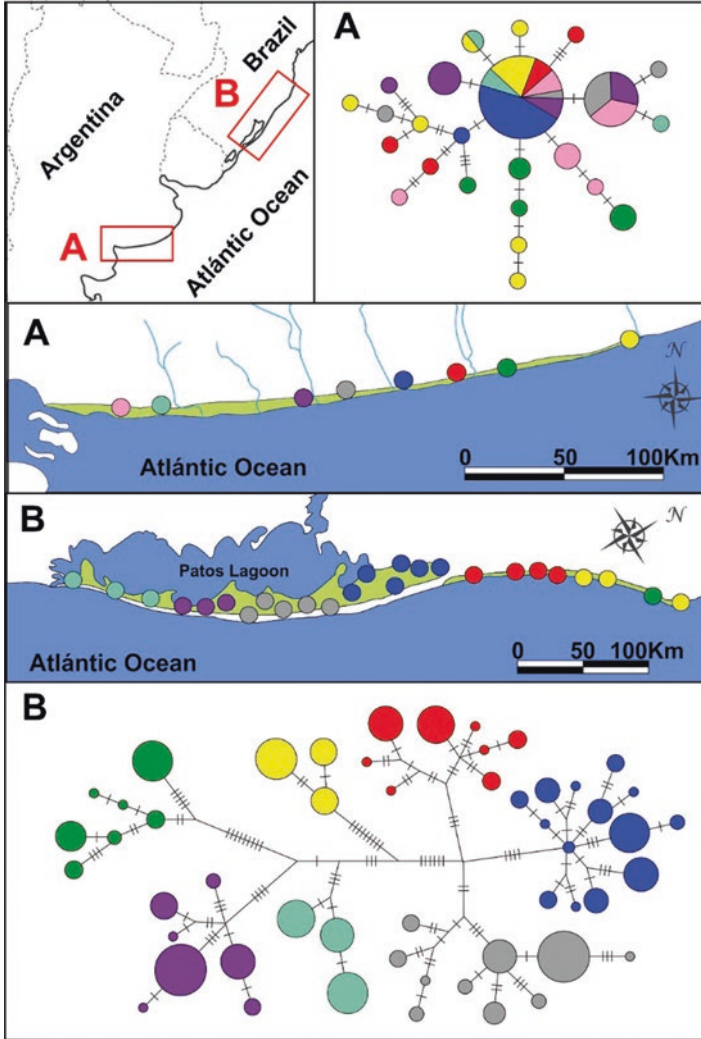 Argentina
Brazil
B
A
Atlántic Ocean
A
A
N
Atlántic Ocean
0 50 100Km
B
Patos Lagoon
N
Atlántic Ocean
0 50 100Km
B